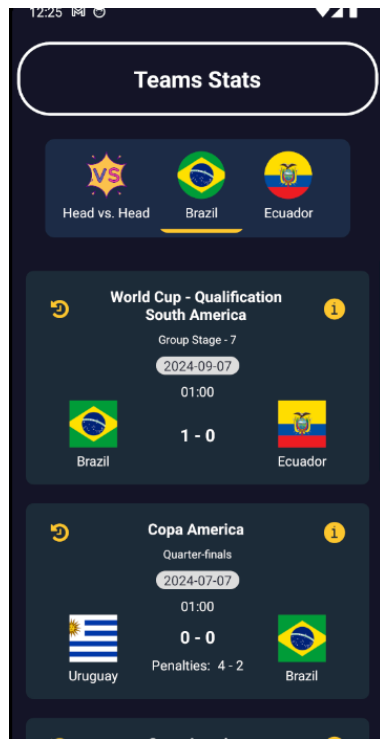 12:25
Teams Stats
VS
Head vs. Head Brazil Ecuador
World Cup - Qualification
South America
Group Stage - 7
2024-09-07
01:00
1 - 0
Brazil Ecuador
Copa America
Quarter-finals
2024-07-07
01:00
0 - 0
Penalties: 4 - 2
Uruguay Brazil